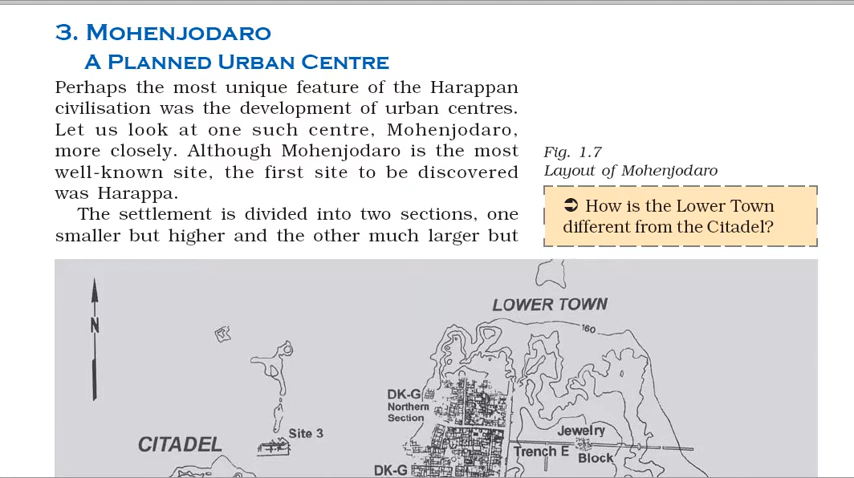 3. MOHENJODARO
A PLANNED URBAN CENTRE
Perhaps the most unique feature of the Harappan
civilisation was the development of urban centres.
Let us look at one such centre, Mohenjodaro,
more closely. Although Mohenjodaro is the most
well-known site, the first site to be discovered
was Harappa.
The settlement is divided into two sections, one
smaller but higher and the other much larger but
Fig. 1.7
Layout of Mohenjodaro
➲ How is the Lower Town
different from the Citadel?
LOWER TOWN
160
N
DK-G
Northern
Section
Site 3
CITADEL
Jewelry
Trench E
Block
DK-G